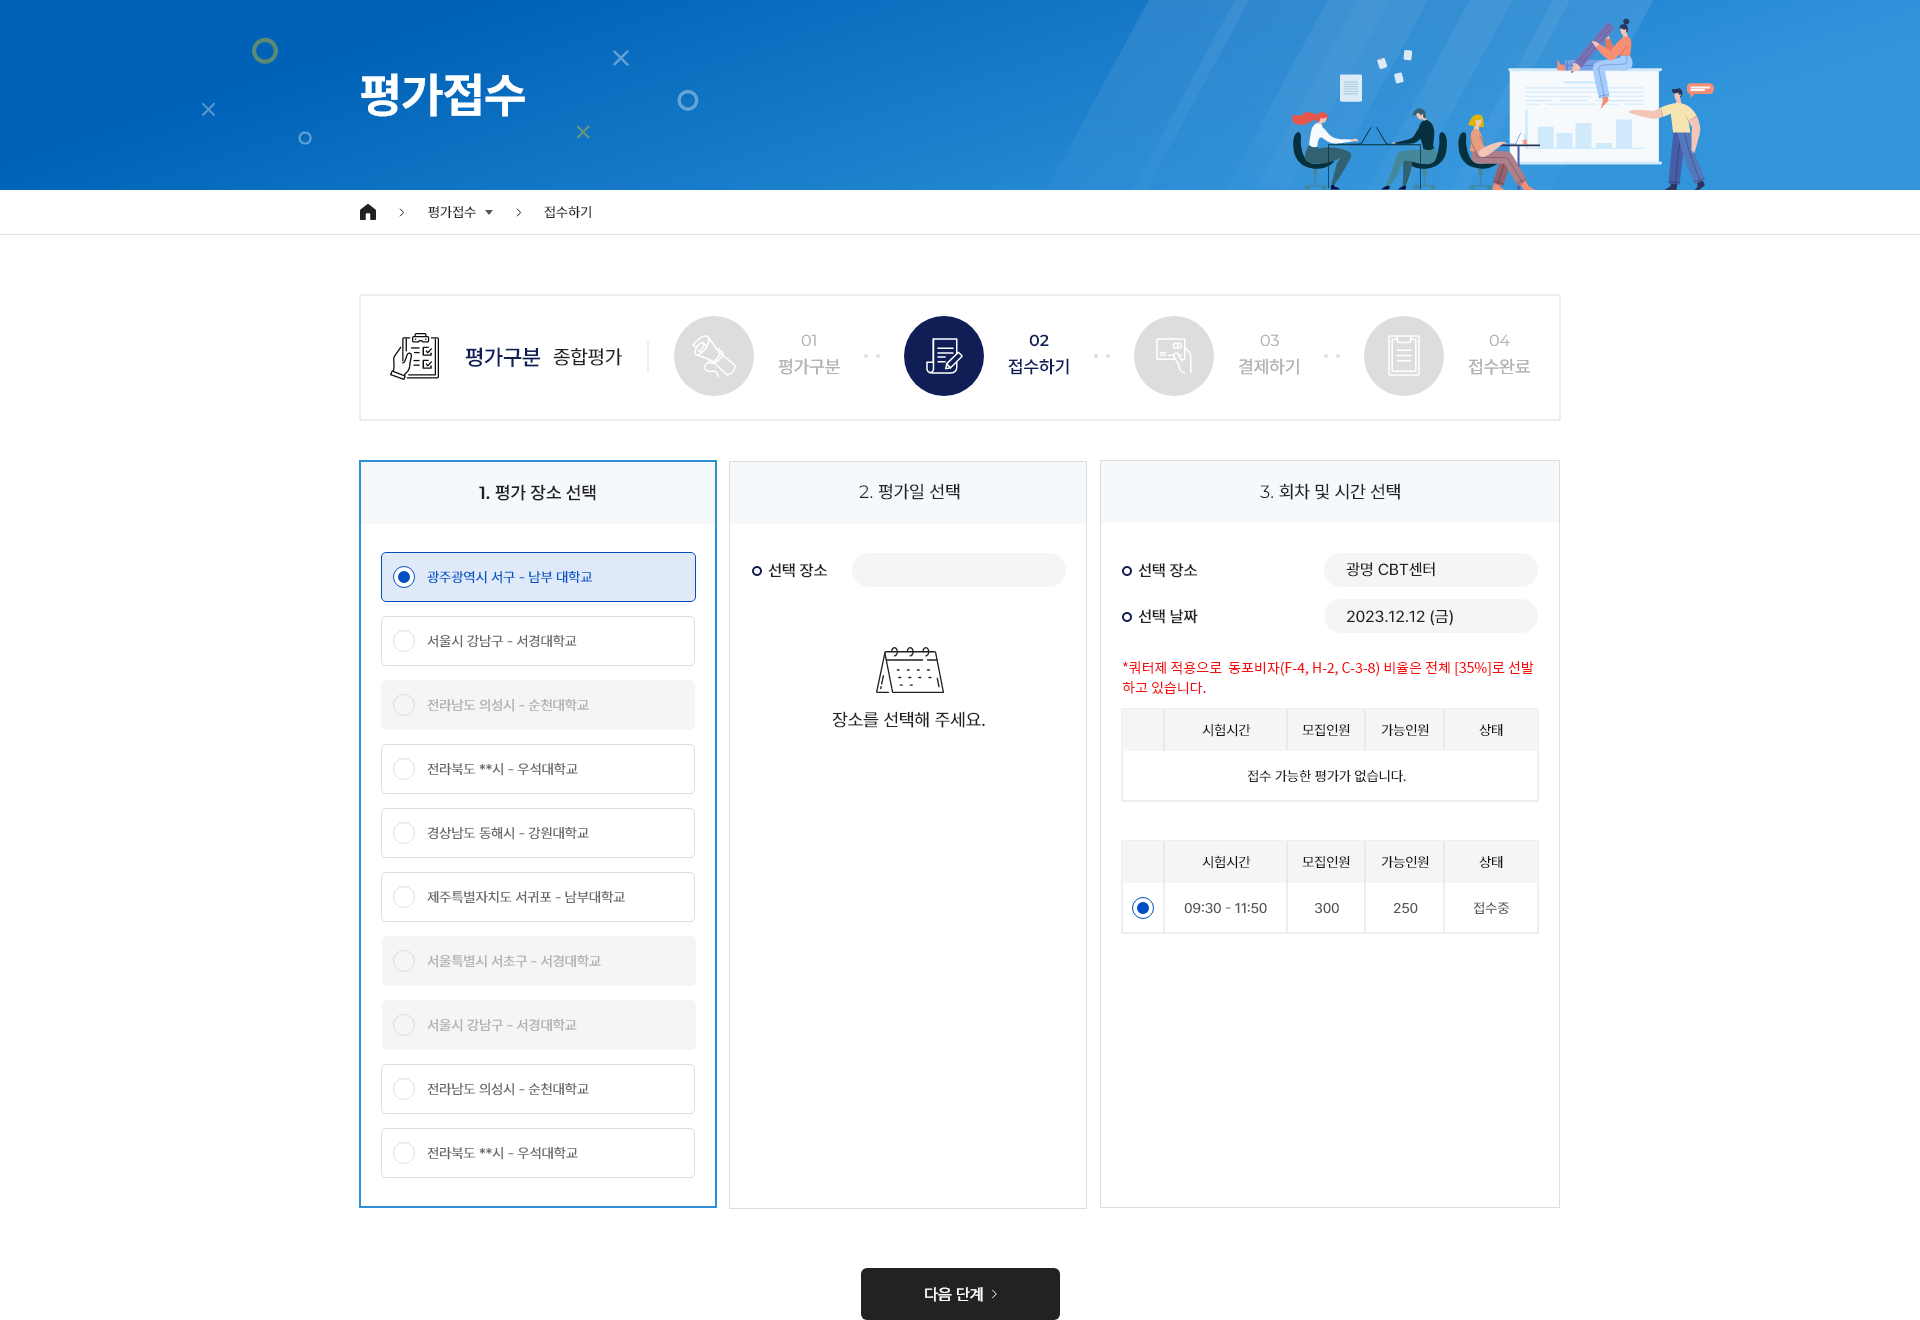 평가접수
평가접수
접수하기
평가구분 종합평가
01
평가구분
02
접수하기
03
결제하기
04
접수완료
1. 평가 장소 선택
광주광역시 서구 - 남부 대학교
서울시 강남구 - 서경대학교
전라남도 의성시 - 순천대학교
전라북도 **시 - 우석대학교
경상남도 동해시 - 강원대학교
제주특별자치도 서귀포 - 남부대학교
서울특별시 서초구 - 서경대학교
서울시 강남구 - 서경대학교
전라남도 의성시 - 순천대학교
전라북도 **시 - 우석대학교
2. 평가일 선택
선택 장소
장소를 선택해 주세요.
3. 회차 및 시간 선택
선택 장소 광명 CBT센터
선택 날짜 2023.12.12 (금)
*쿼터제 적용으로 동포비자(F-4, H-2, C-3-8) 비율은 전체 [35%]로 선발
하고 있습니다.
시험시간 모집인원 가능인원 상태
접수 가능한 평가가 없습니다.
시험시간 모집인원 가능인원 상태
09:30 - 11:50 300 250 접수중
다음 단계